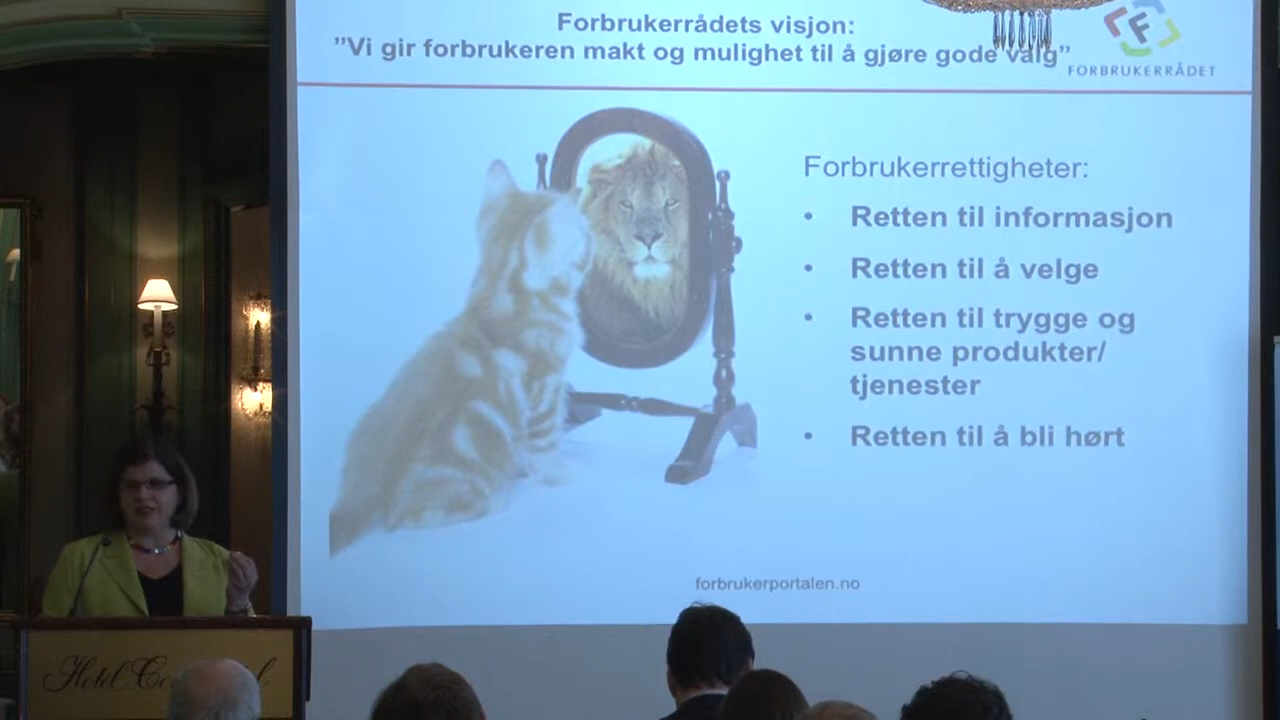 Forbrukerrådets visjon:
”Vi gir forbrukeren makt og mulighet til å gjøre gode valg”
F
FORBRUKERRÅDET
Forbrukerrettigheter:
• Retten til informasjon
• Retten til å velge
• Retten til trygge og
sunne produkter/
tjenester
• Retten til å bli hørt
forbrukerportalen.no
Hotel